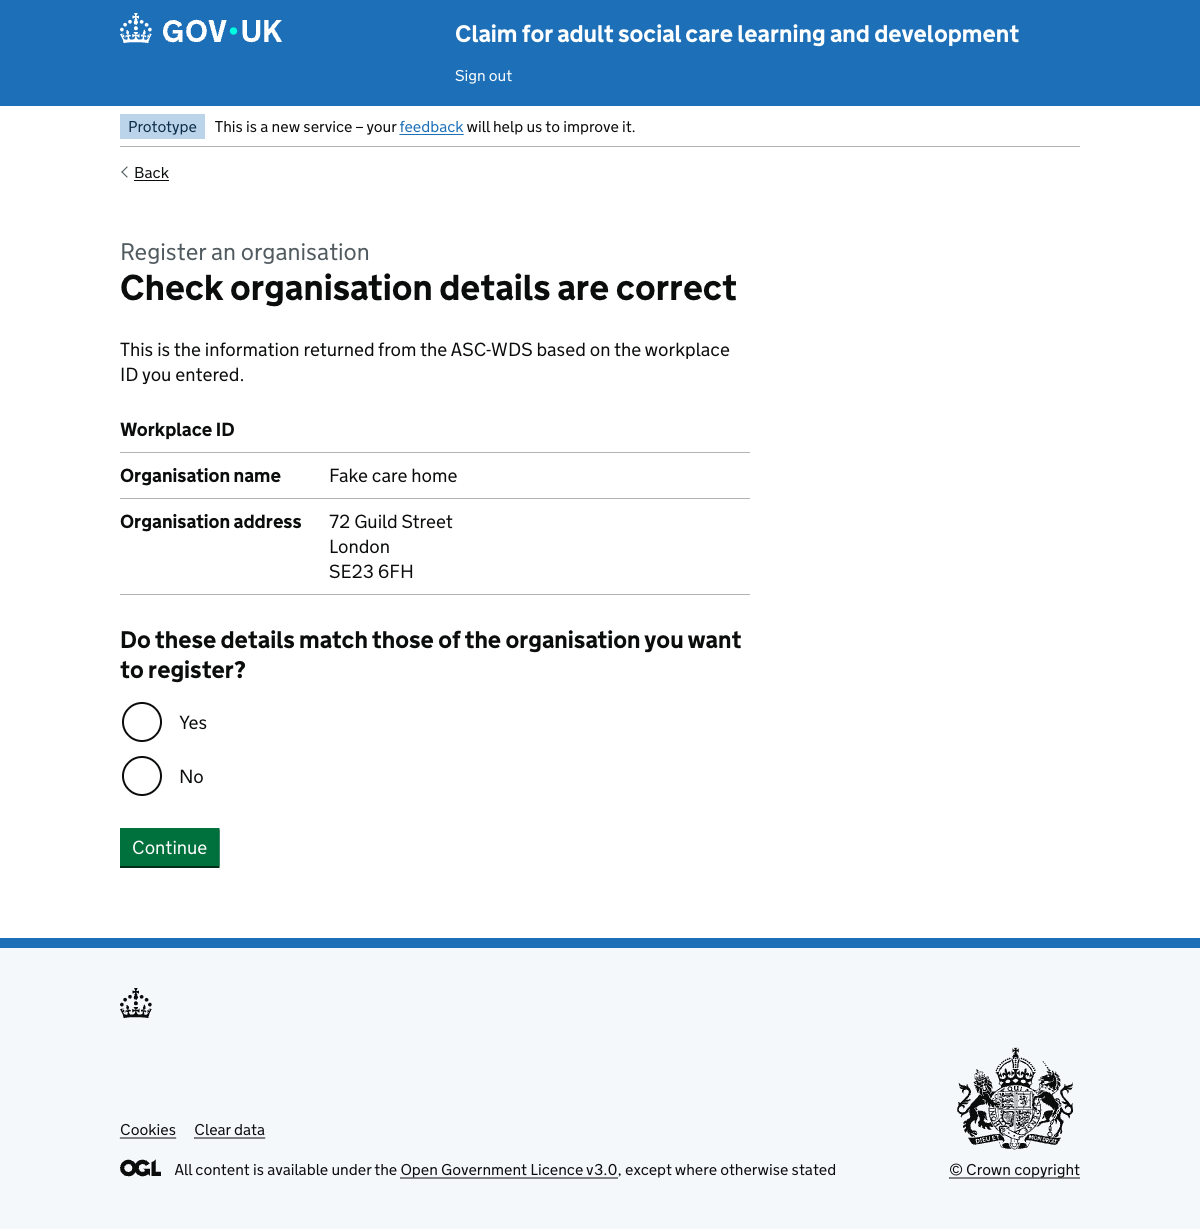 GOV·UK
Claim for adult social care learning and development
Sign out
Prototype This is a new service – your feedback will help us to improve it.
Back
Register an organisation
Check organisation details are correct
This is the information returned from the ASC-WDS based on the workplace
ID you entered.
Workplace ID
Organisation name Fake care home
Organisation address 72 Guild Street
London
SE23 6FH
Do these details match those of the organisation you want
to register?
Yes
No
Continue
Cookies Clear data
OGL All content is available under the Open Government Licence v3.0, except where otherwise stated
© Crown copyright